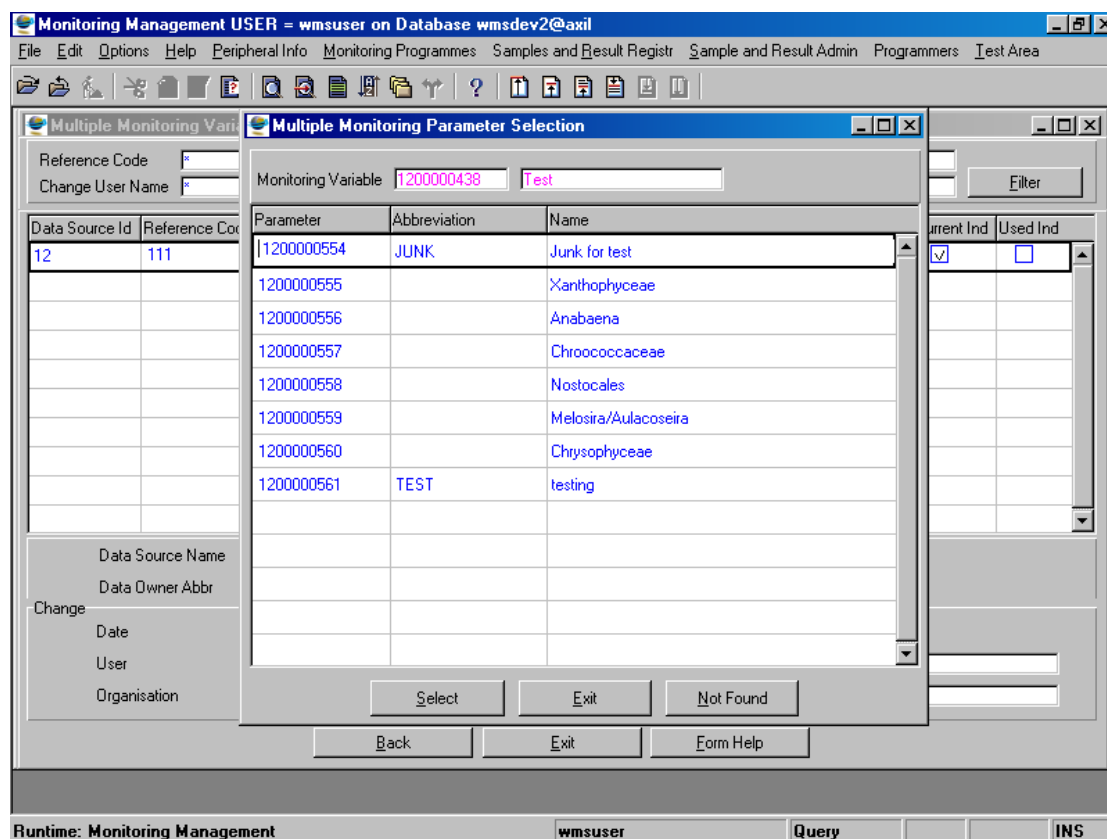 Monitoring Management USER = wmsuser on Database wmsdev2@axil
File Edit Options Help Peripheral Info Monitoring Programmes Samples and Result Registr Sample and Result Admin Programmers Test Area
Multiple Monitoring Vari
Reference Code *
Change User Name *
Filter
Data Source Id Reference Co
rrent Ind Used Ind
12 111
Multiple Monitoring Parameter Selection
Monitoring Variable 1200000438 Test
Parameter Abbreviation Name
1200000554 JUNK Junk for test
1200000555 Xanthophyceae
1200000556 Anabaena
1200000557 Chroococcaceae
1200000558 Nostocales
1200000559 Melosira/Aulacoseira
1200000560 Chrysophyceae
1200000561 TEST testing
Select Exit Not Found
Data Source Name
Data Owner Abbr
Change
Date
User
Organisation
Back Exit Form Help
Runtime: Monitoring Management wmsuser Query INS